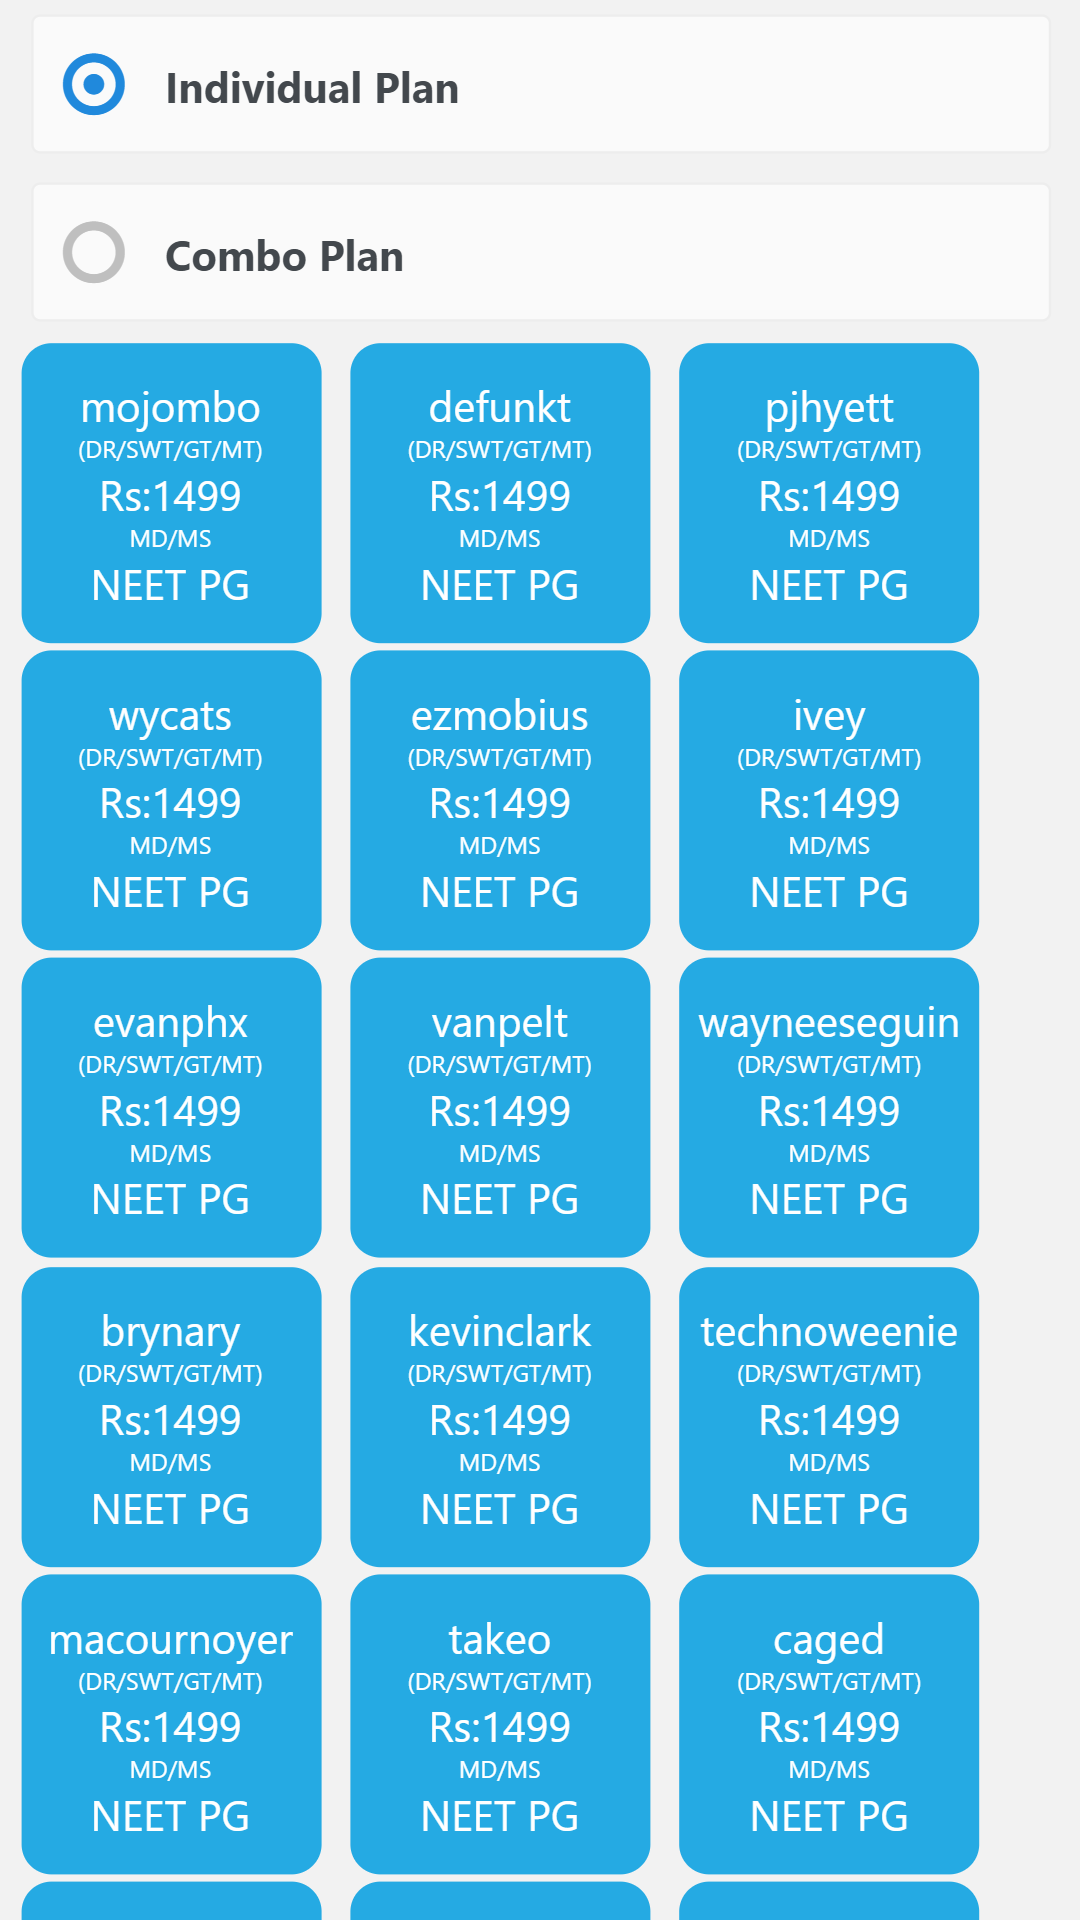 Individual Plan
Combo Plan
mojombo
(DR/SWT/GT/MT)
Rs:1499
MD/MS
NEET PG
defunkt
(DR/SWT/GT/MT)
Rs:1499
MD/MS
NEET PG
pjhyett
(DR/SWT/GT/MT)
Rs:1499
MD/MS
NEET PG
wycats
(DR/SWT/GT/MT)
Rs:1499
MD/MS
NEET PG
ezmobius
(DR/SWT/GT/MT)
Rs:1499
MD/MS
NEET PG
ivey
(DR/SWT/GT/MT)
Rs:1499
MD/MS
NEET PG
evanphx
(DR/SWT/GT/MT)
Rs:1499
MD/MS
NEET PG
vanpelt
(DR/SWT/GT/MT)
Rs:1499
MD/MS
NEET PG
wayneeseguin
(DR/SWT/GT/MT)
Rs:1499
MD/MS
NEET PG
brynary
(DR/SWT/GT/MT)
Rs:1499
MD/MS
NEET PG
kevinclark
(DR/SWT/GT/MT)
Rs:1499
MD/MS
NEET PG
technoweenie
(DR/SWT/GT/MT)
Rs:1499
MD/MS
NEET PG
macournoyer
(DR/SWT/GT/MT)
Rs:1499
MD/MS
NEET PG
takeo
(DR/SWT/GT/MT)
Rs:1499
MD/MS
NEET PG
caged
(DR/SWT/GT/MT)
Rs:1499
MD/MS
NEET PG